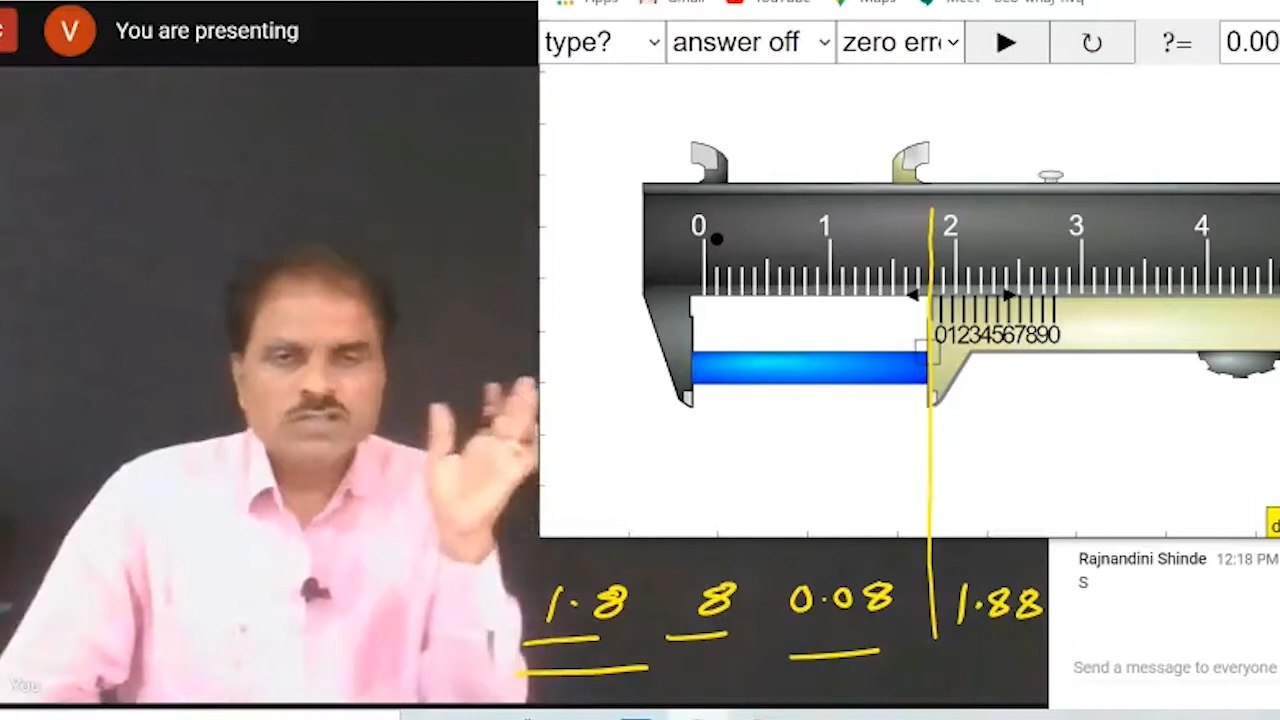 V You are presenting
type? answer off zero err ?= 0.00
0 1 2 3 4
01234567890
1.8 8 0.08 1.88
Rajnandini Shinde 12:18 PM
S
Send a message to everyone
You